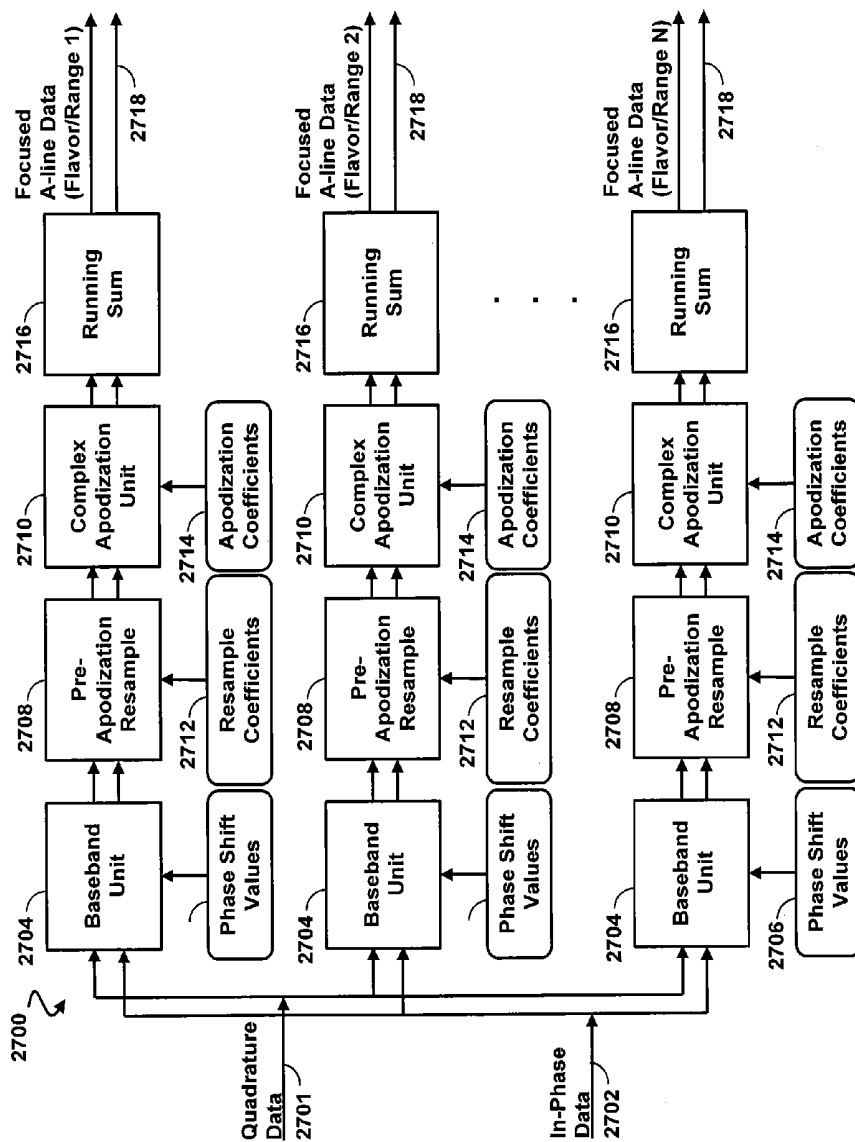 2700
Quadrature
Data
2701
In-Phase
Data
2702
2704
Baseband
Unit
Phase Shift
Values
2708
Pre-
Apodization
Resample
2712
Resample
Coefficients
2710
Complex
Apodization
Unit
2714
Apodization
Coefficients
2716
Running
Sum
Focused
A-line Data
(Flavor/Range 1)
2718
2704
Baseband
Unit
Phase Shift
Values
2708
Pre-
Apodization
Resample
2712
Resample
Coefficients
2710
Complex
Apodization
Unit
2714
Apodization
Coefficients
2716
Running
Sum
Focused
A-line Data
(Flavor/Range 2)
2718
. . .
2704
Baseband
Unit
2706
Phase Shift
Values
2708
Pre-
Apodization
Resample
2712
Resample
Coefficients
2710
Complex
Apodization
Unit
2714
Apodization
Coefficients
2716
Running
Sum
Focused
A-line Data
(Flavor/Range N)
2718